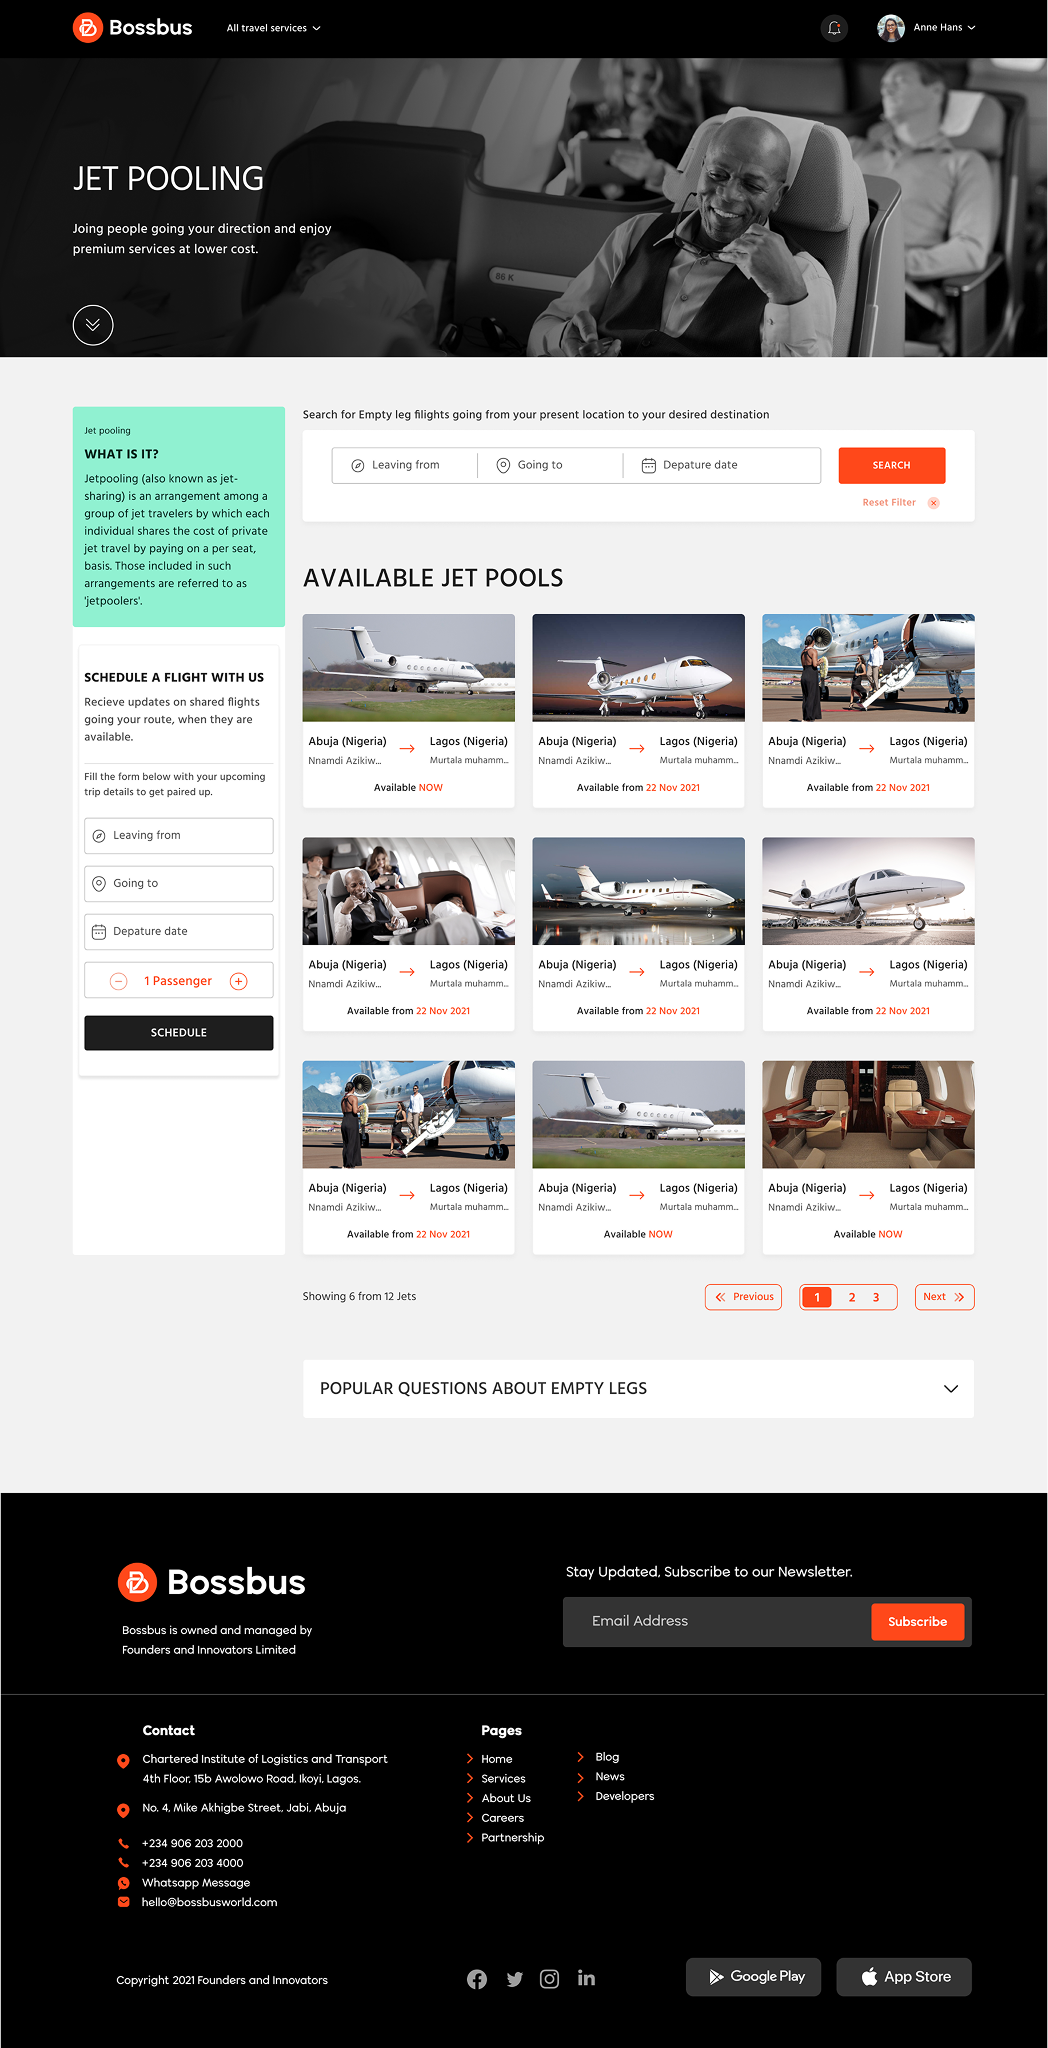 Bossbus
All travel services
Anne Hans
JET POOLING
Joing people going your direction and enjoy
premium services at lower cost.
86 K
Jet pooling
WHAT IS IT?
Jetpooling (also known as jet-
sharing) is an arrangement among a
group of jet travelers by which each
individual shares the cost of private
jet travel by paying on a per seat,
basis. Those included in such
arrangements are referred to as
'jetpoolers'.
SCHEDULE A FLIGHT WITH US
Recieve updates on shared flights
going your route, when they are
available.
Fill the form below with your upcoming
trip details to get paired up.
Leaving from
Going to
Depature date
1 Passenger
SCHEDULE
Search for Empty leg filights going from your present location to your desired destination
Leaving from
Going to
Depature date
SEARCH
Reset Filter
AVAILABLE JET POOLS
Abuja (Nigeria) Lagos (Nigeria)
Nnamdi Azikiw... Murtala muhamm...
Available NOW
Abuja (Nigeria) Lagos (Nigeria)
Nnamdi Azikiw... Murtala muhamm...
Available from 22 Nov 2021
Abuja (Nigeria) Lagos (Nigeria)
Nnamdi Azikiw... Murtala muhamm...
Available from 22 Nov 2021
Abuja (Nigeria) Lagos (Nigeria)
Nnamdi Azikiw... Murtala muhamm...
Available from 22 Nov 2021
Abuja (Nigeria) Lagos (Nigeria)
Nnamdi Azikiw... Murtala muhamm...
Available from 22 Nov 2021
Abuja (Nigeria) Lagos (Nigeria)
Nnamdi Azikiw... Murtala muhamm...
Available from 22 Nov 2021
Abuja (Nigeria) Lagos (Nigeria)
Nnamdi Azikiw... Murtala muhamm...
Available from 22 Nov 2021
Abuja (Nigeria) Lagos (Nigeria)
Nnamdi Azikiw... Murtala muhamm...
Available NOW
Abuja (Nigeria) Lagos (Nigeria)
Nnamdi Azikiw... Murtala muhamm...
Available NOW
Showing 6 from 12 Jets
Previous
1 2 3
Next
POPULAR QUESTIONS ABOUT EMPTY LEGS
Bossbus
Bossbus is owned and managed by
Founders and Innovators Limited
Stay Updated, Subscribe to our Newsletter.
Email Address
Subscribe
Contact
Chartered Institute of Logistics and Transport
4th Floor, 15b Awolowo Road, Ikoyi, Lagos.
No. 4, Mike Akhigbe Street, Jabi, Abuja
+234 906 203 2000
+234 906 203 4000
Whatsapp Message
hello@bossbusworld.com
Pages
Home
Services
About Us
Careers
Partnership
Blog
News
Developers
Copyright 2021 Founders and Innovators
Google Play
App Store